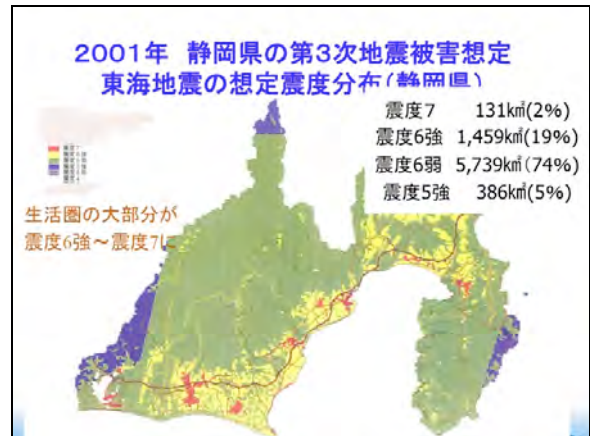 2001年 静岡県の第3次地震被害想定
東海地震の想定震度分布(静岡県)
震度7 131k㎡(2%)
震度6強 1,459k㎡(19%)
震度6弱 5,739k㎡(74%)
震度5強 386k㎡(5%)
生活圏の大部分が
震度6強～震度7に